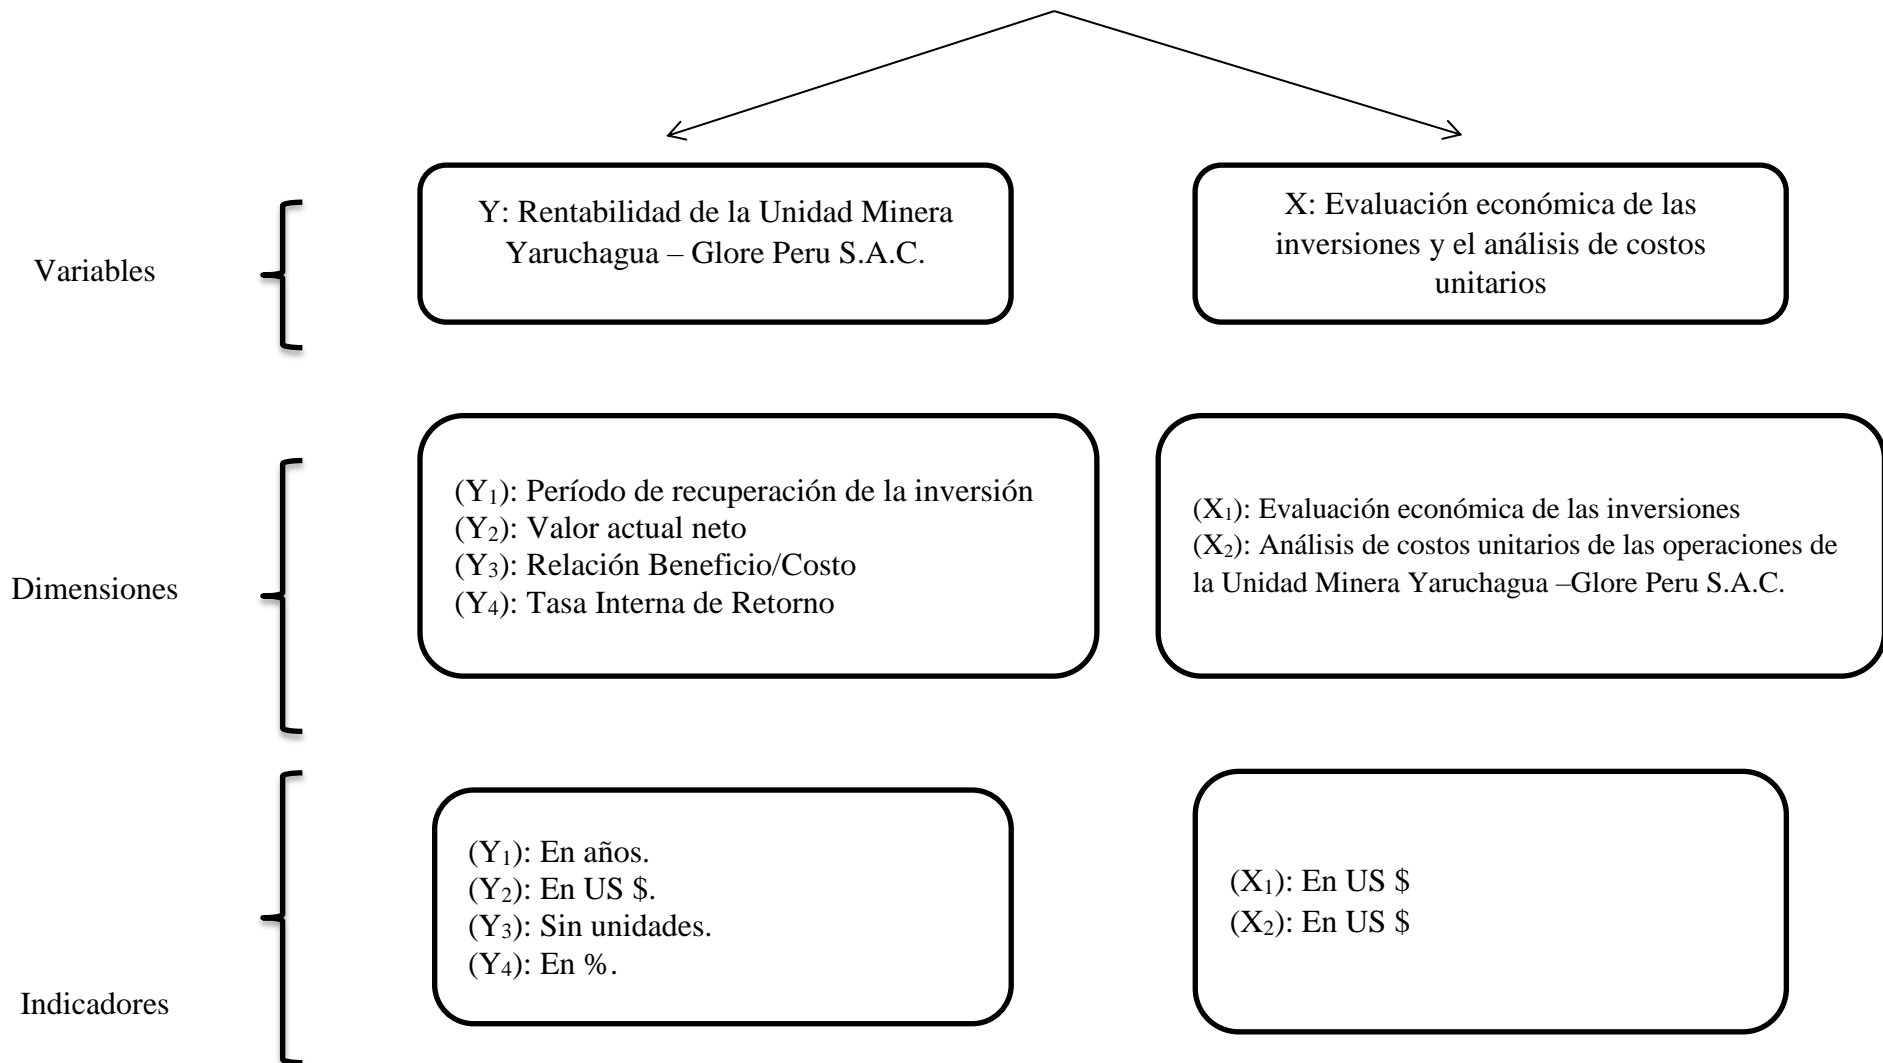 Variables
Y: Rentabilidad de la Unidad Minera
Yaruchagua – Glore Peru S.A.C.
X: Evaluación económica de las
inversiones y el análisis de costos
unitarios
Dimensiones
(Y₁): Período de recuperación de la inversión
(Y₂): Valor actual neto
(Y₃): Relación Beneficio/Costo
(Y₄): Tasa Interna de Retorno
(X₁): Evaluación económica de las inversiones
(X₂): Análisis de costos unitarios de las operaciones de
la Unidad Minera Yaruchagua –Glore Peru S.A.C.
Indicadores
(Y₁): En años.
(Y₂): En US $.
(Y₃): Sin unidades.
(Y₄): En %.
(X₁): En US $
(X₂): En US $